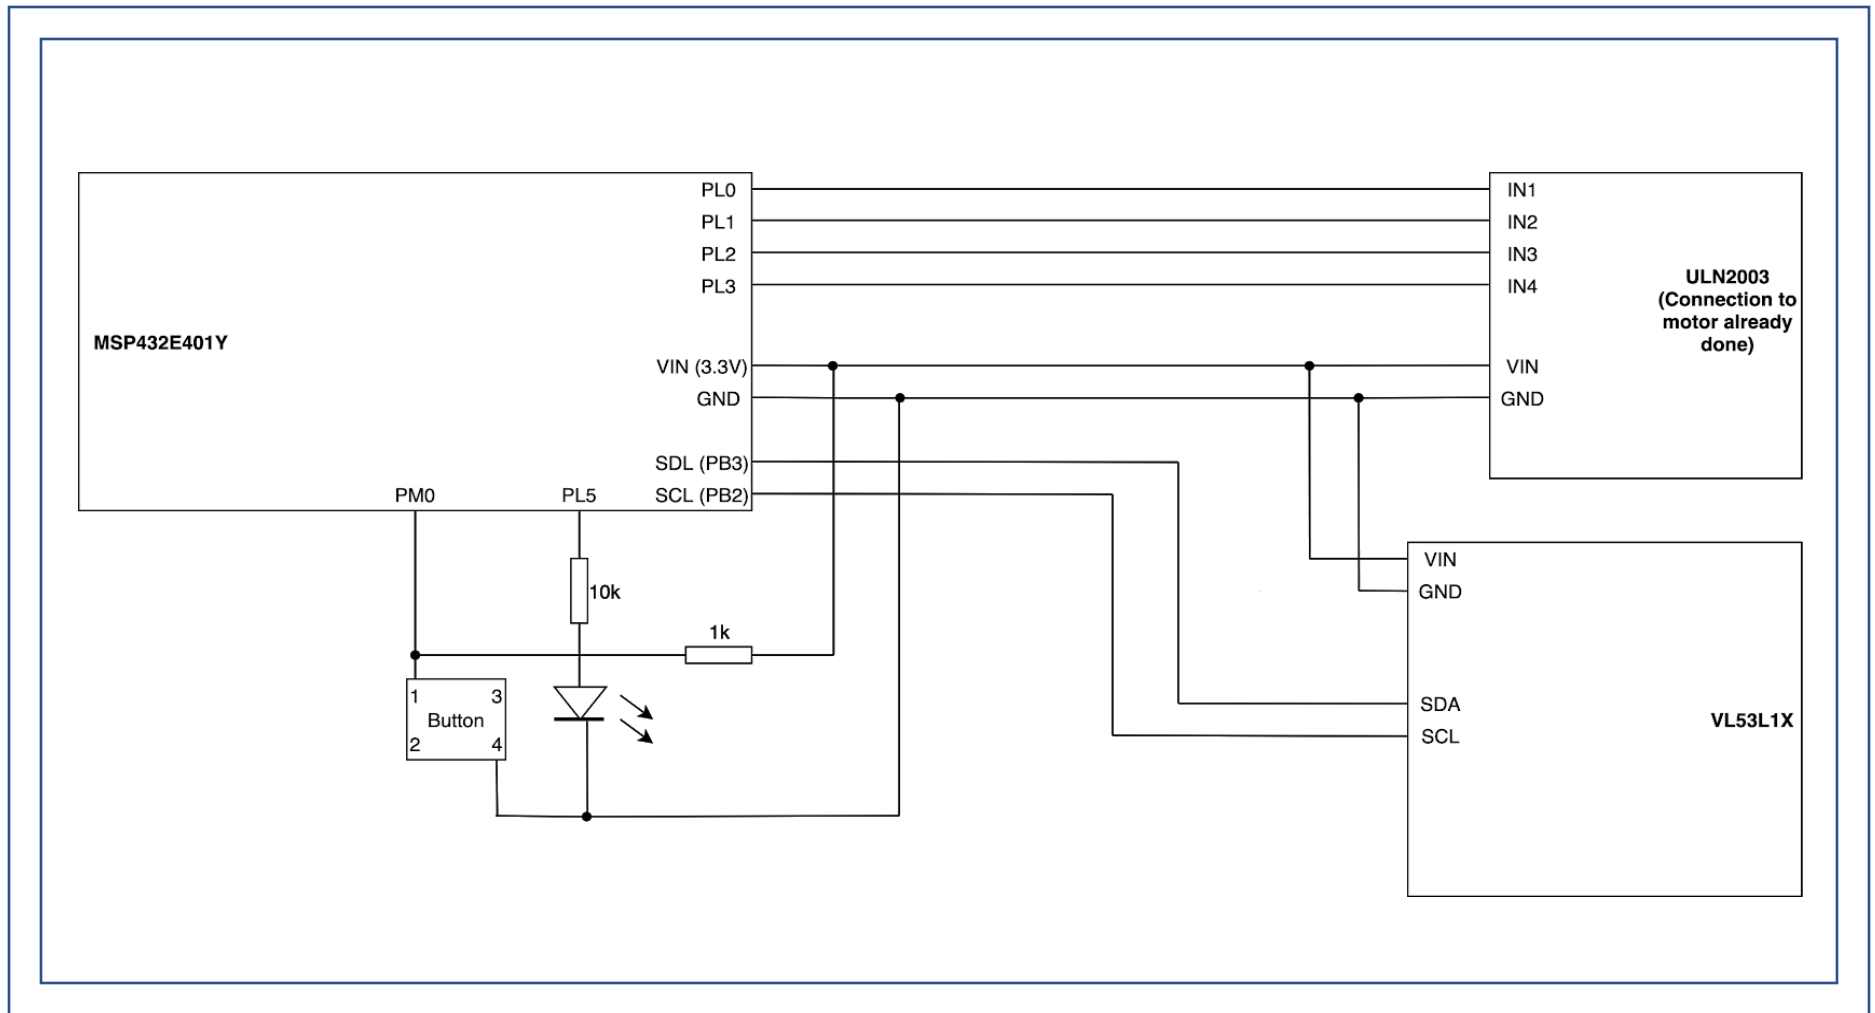 PL0
PL1
PL2
PL3
MSP432E401Y
VIN (3.3V)
GND
SDL (PB3)
SCL (PB2)
PM0
PL5
IN1
IN2
IN3
IN4
ULN2003
(Connection to
motor already
done)
VIN
GND
10k
1k
1
3
Button
2
4
VIN
GND
SDA
SCL
VL53L1X